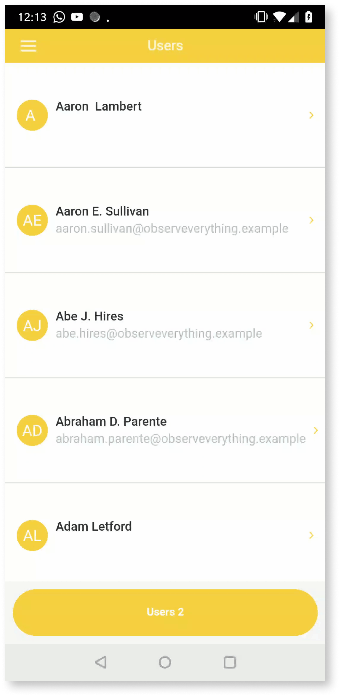 12:13
Users
A
Aaron  Lambert
AE
Aaron E. Sullivan
aaron.sullivan@observeverything.example
AJ
Abe J. Hires
abe.hires@observeverything.example
AD
Abraham D. Parente
abraham.parente@observeverything.example
AL
Adam Letford
Users 2